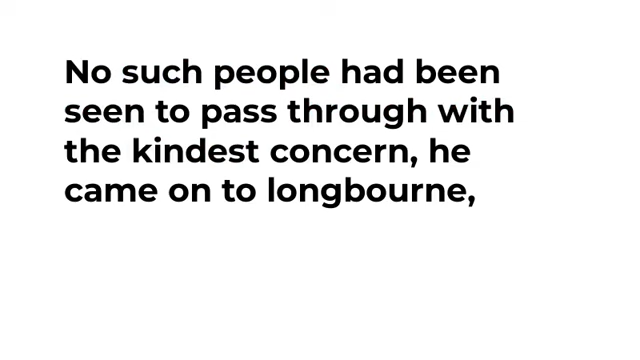 No such people had been
seen to pass through with
the kindest concern, he
came on to longbourne,